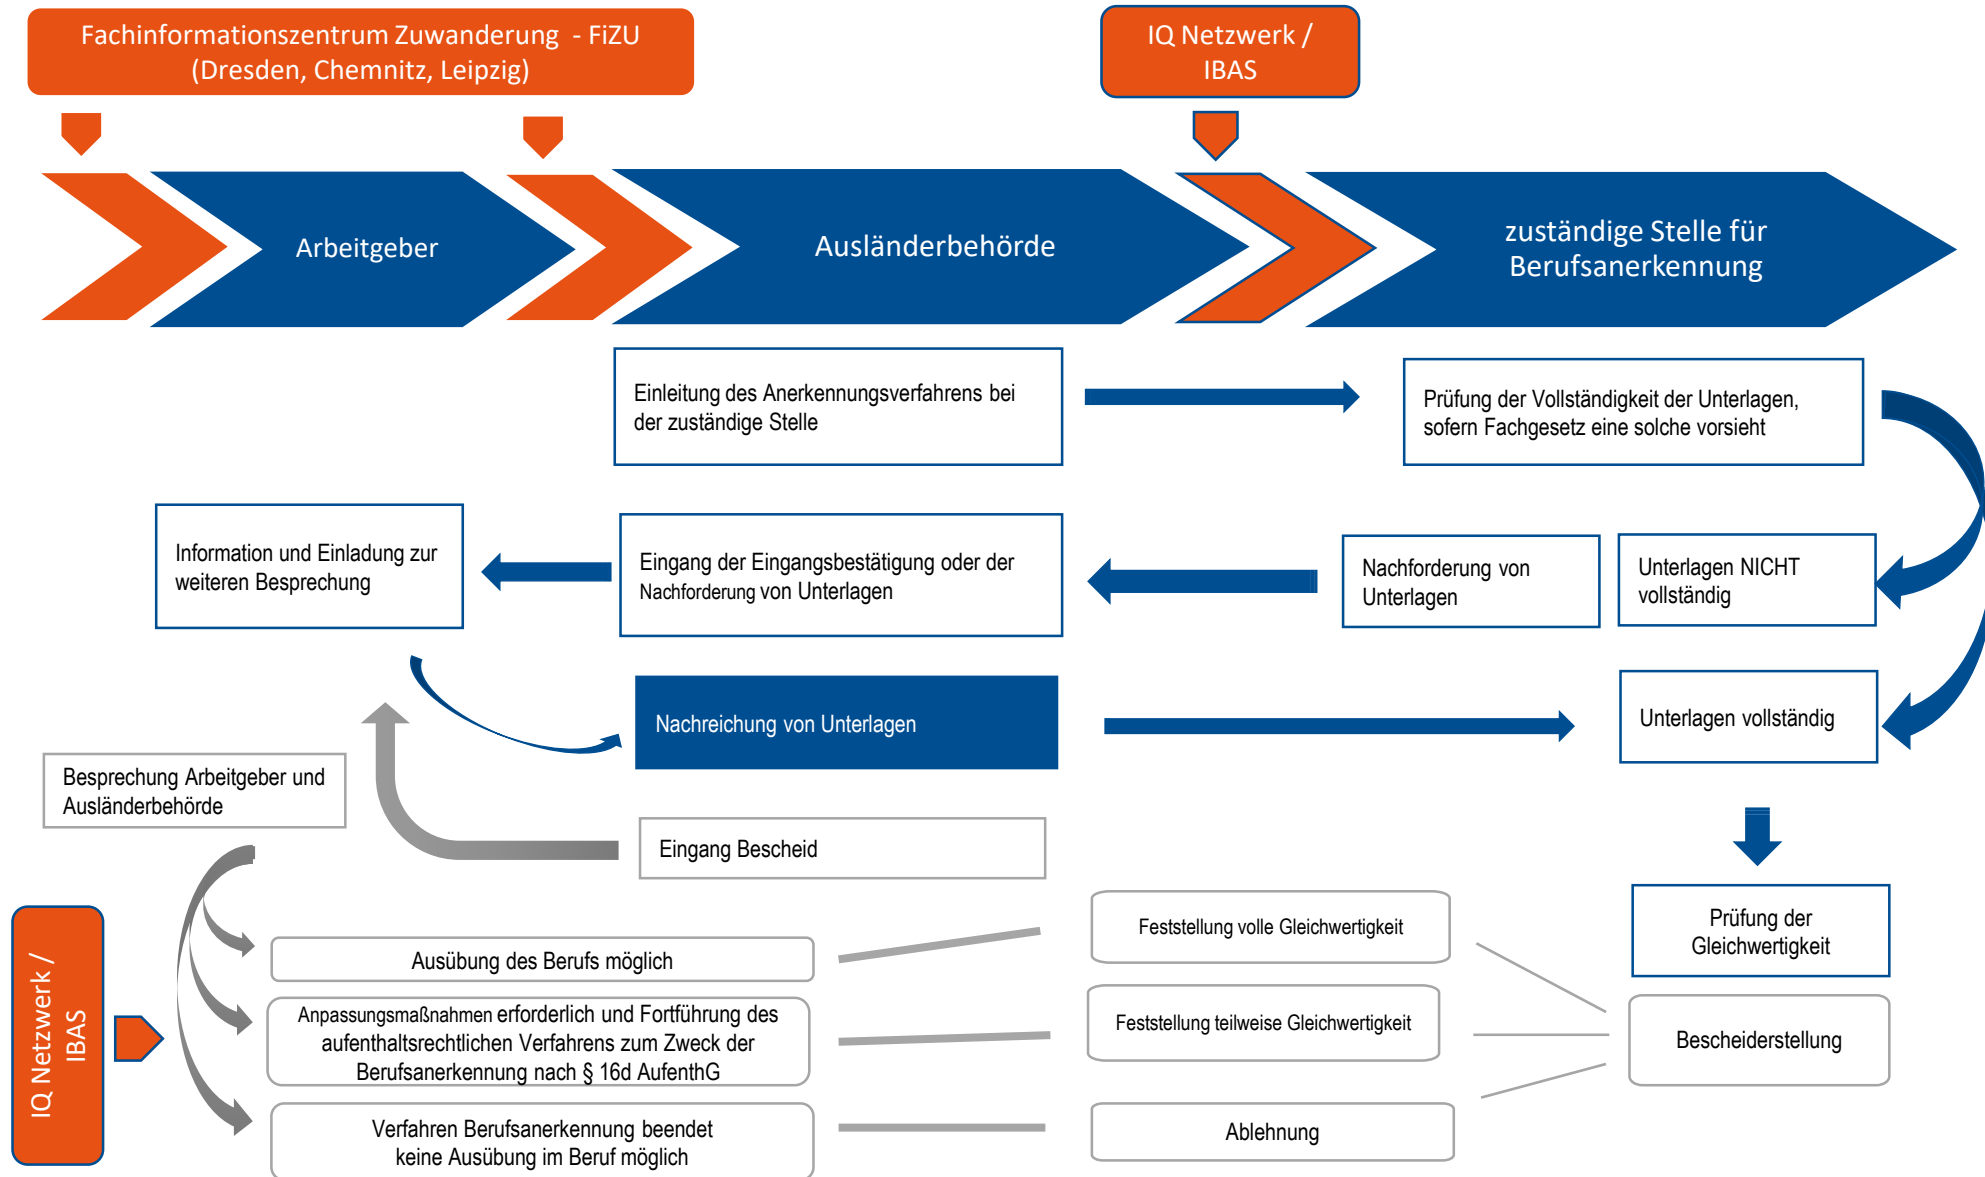 Fachinformationszentrum Zuwanderung - FiZU
(Dresden, Chemnitz, Leipzig)
IQ Netzwerk /
IBAS
Arbeitgeber
Ausländerbehörde
zuständige Stelle für
Berufsanerkennung
Einleitung des Anerkennungsverfahrens bei
der zuständige Stelle
Prüfung der Vollständigkeit der Unterlagen,
sofern Fachgesetz eine solche vorsieht
Information und Einladung zur
weiteren Besprechung
Eingang der Eingangsbestätigung oder der
Nachforderung von Unterlagen
Nachforderung von
Unterlagen
Unterlagen NICHT
vollständig
Nachreichung von Unterlagen
Unterlagen vollständig
Besprechung Arbeitgeber und
Ausländerbehörde
Eingang Bescheid
Prüfung der
Gleichwertigkeit
IQ Netzwerk /
IBAS
Ausübung des Berufs möglich
Feststellung volle Gleichwertigkeit
Anpassungsmaßnahmen erforderlich und Fortführung des
aufenthaltsrechtlichen Verfahrens zum Zweck der
Berufsanerkennung nach § 16d AufenthG
Feststellung teilweise Gleichwertigkeit
Bescheiderstellung
Verfahren Berufsanerkennung beendet
keine Ausübung im Beruf möglich
Ablehnung